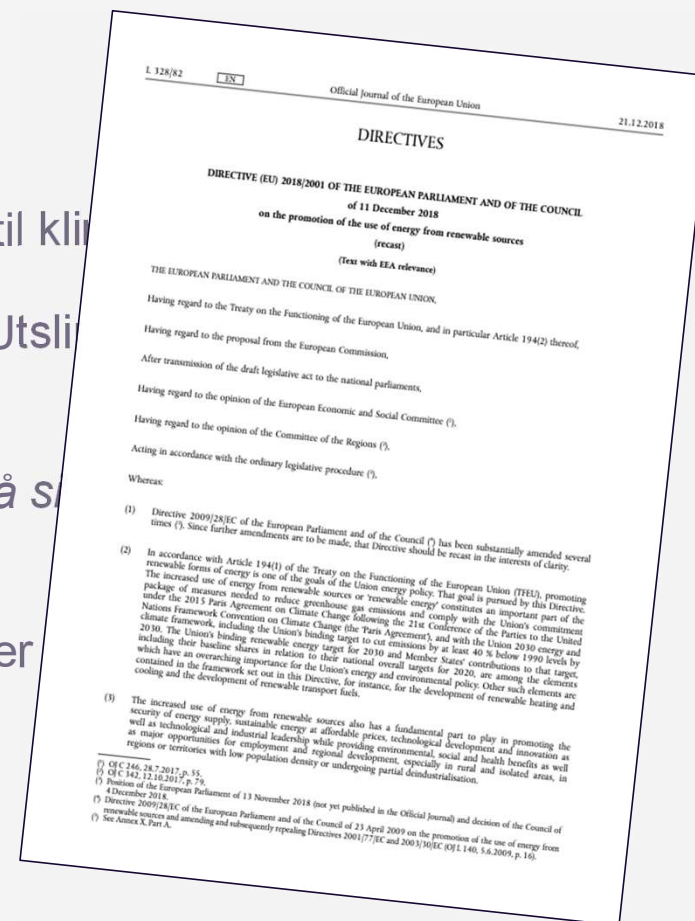 L 328/82
EN
Official Journal of the European Union
21.12.2018
DIRECTIVES
DIRECTIVE (EU) 2018/2001 OF THE EUROPEAN PARLIAMENT AND OF THE COUNCIL
of 11 December 2018
on the promotion of the use of energy from renewable sources
(recast)
(Text with EEA relevance)
THE EUROPEAN PARLIAMENT AND THE COUNCIL OF THE EUROPEAN UNION,
Having regard to the Treaty on the Functioning of the European Union, and in particular Article 194(2) thereof,
Having regard to the proposal from the European Commission,
After transmission of the draft legislative act to the national parliaments,
Having regard to the opinion of the European Economic and Social Committee (¹),
Having regard to the opinion of the Committee of the Regions (²),
Acting in accordance with the ordinary legislative procedure (³),
Whereas:
(1) Directive 2009/28/EC of the European Parliament and of the Council (⁴) has been substantially amended several
times (⁵). Since further amendments are to be made, that Directive should be recast in the interests of clarity.
(2) In accordance with Article 194(1) of the Treaty on the Functioning of the European Union (TFEU), promoting
renewable forms of energy is one of the goals of the Union energy policy. That goal is pursued by this Directive.
The increased use of energy from renewable sources or 'renewable energy' constitutes an important part of the
package of measures needed to reduce greenhouse gas emissions and comply with the Union's commitment
under the 2015 Paris Agreement on Climate Change following the 21st Conference of the Parties to the United
Nations Framework Convention on Climate Change (the 'Paris Agreement'), and with the Union 2030 energy and
climate framework, including the Union's binding target to cut emissions by at least 40 % below 1990 levels by
2030. The Union's binding renewable energy target for 2030 and Member States' contributions to that target,
including their baseline shares in relation to their national overall targets for 2020, are among the elements
which have an overarching importance for the Union's energy and environmental policy. Other such elements are
contained in the framework set out in this Directive, for instance, for the development of renewable heating and
cooling and the development of renewable transport fuels.
(3) The increased use of energy from renewable sources also has a fundamental part to play in promoting the
security of energy supply, sustainable energy at affordable prices, technological development and innovation as
well as technological and industrial leadership while providing environmental, social and health benefits as well
as major opportunities for employment and regional development, especially in rural and isolated areas, in
regions or territories with low population density or undergoing partial deindustrialisation.
(¹) OJ C 246, 28.7.2017, p. 55.
(²) OJ C 342, 12.10.2017, p. 79.
(³) Position of the European Parliament of 13 November 2018 (not yet published in the Official Journal) and decision of the Council of
4 December 2018.
(⁴) Directive 2009/28/EC of the European Parliament and of the Council of 23 April 2009 on the promotion of the use of energy from
renewable sources and amending and subsequently repealing Directives 2001/77/EC and 2003/30/EC (OJ L 140, 5.6.2009, p. 16).
(⁵) See Annex X, Part A.
til
å
er